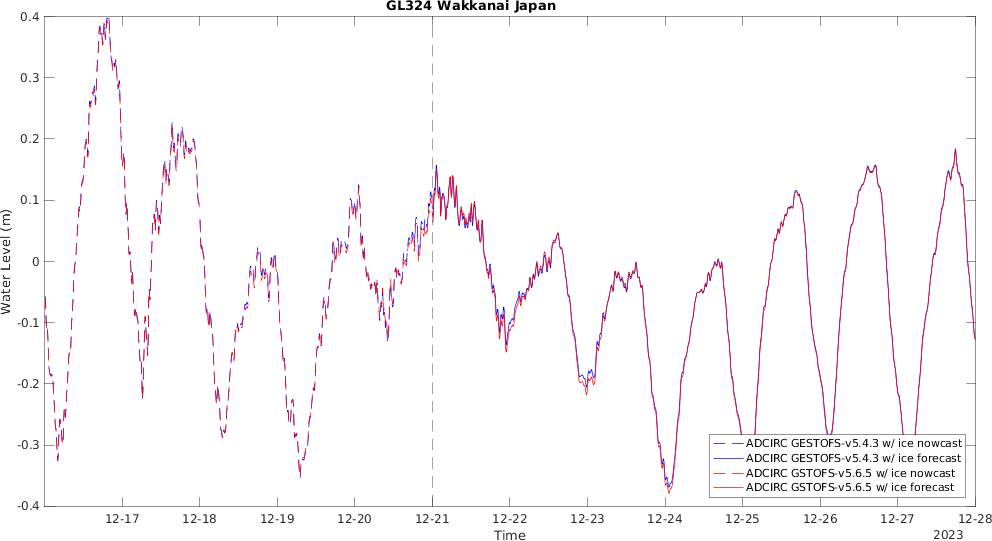 GL324 Wakkanai Japan
0.4
0.3
0.2
0.1
0
-0.1
-0.2
-0.3
-0.4
Water Level (m)
ADCIRC GESTOFS-v5.4.3 w/ ice nowcast
ADCIRC GESTOFS-v5.4.3 w/ ice forecast
ADCIRC GSTOFS-v5.6.5 w/ ice nowcast
ADCIRC GSTOFS-v5.6.5 w/ ice forecast
12-17 12-18 12-19 12-20 12-21 12-22 12-23 12-24 12-25 12-26 12-27 12-28
Time
2023